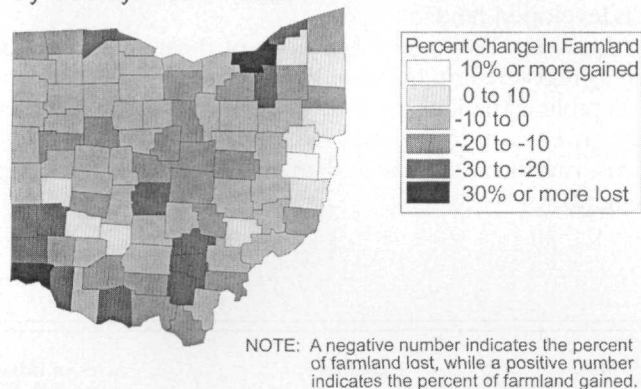 Percent Change In Farmland
10% or more gained
0 to 10
-10 to 0
-20 to -10
-30 to -20
30% or more lost
NOTE: A negative number indicates the percent
of farmland lost, while a positive number
indicates the percent of farmland gained.